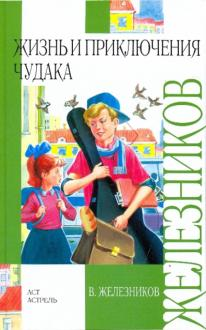 ЖИЗНЬ И ПРИКЛЮЧЕНИЯ
ЧУДАКА
ЖЕЛЕЗНИКОВ
АСТ
АСТРЕЛЬ
В. ЖЕЛЕЗНИКОВ